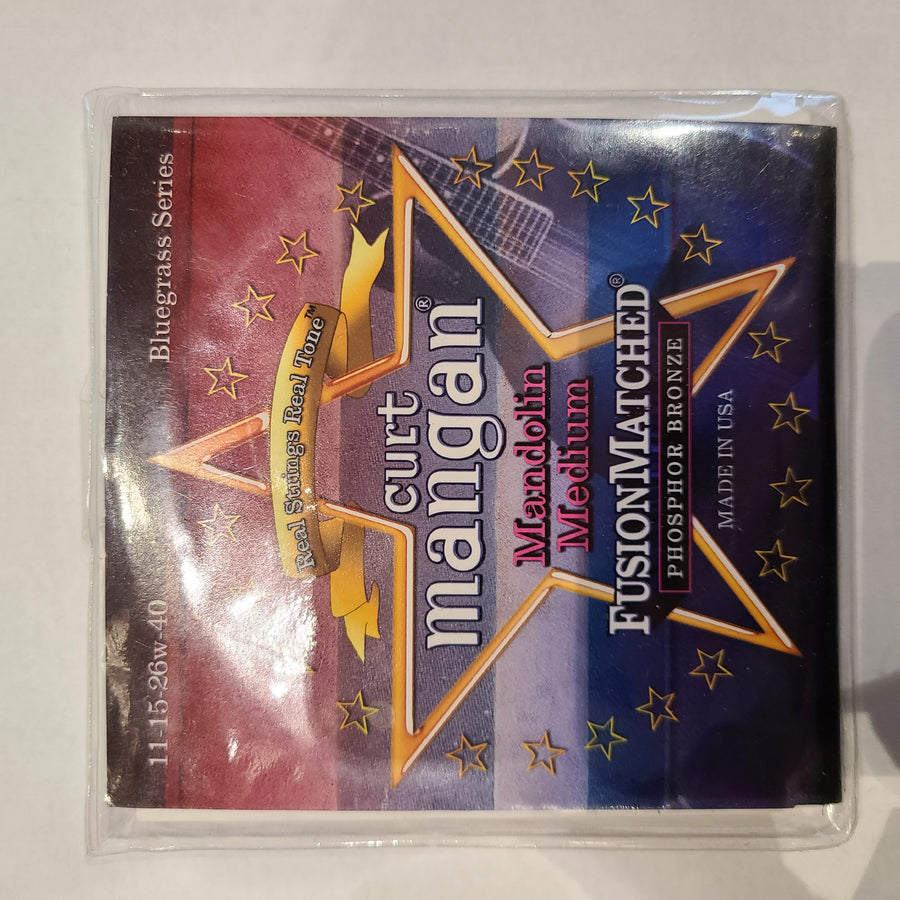 11-15-26w-40
Bluegrass Series
Real Strings Real Tone™
curt
mangan®
Mandolin
Medium
FUSIONMATCHED®
PHOSPHOR BRONZE
MADE IN USA